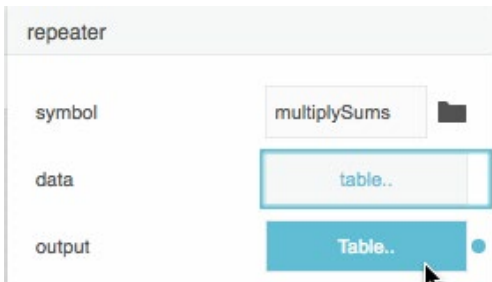 repeater
symbol multiplySums
data table..
output Table..